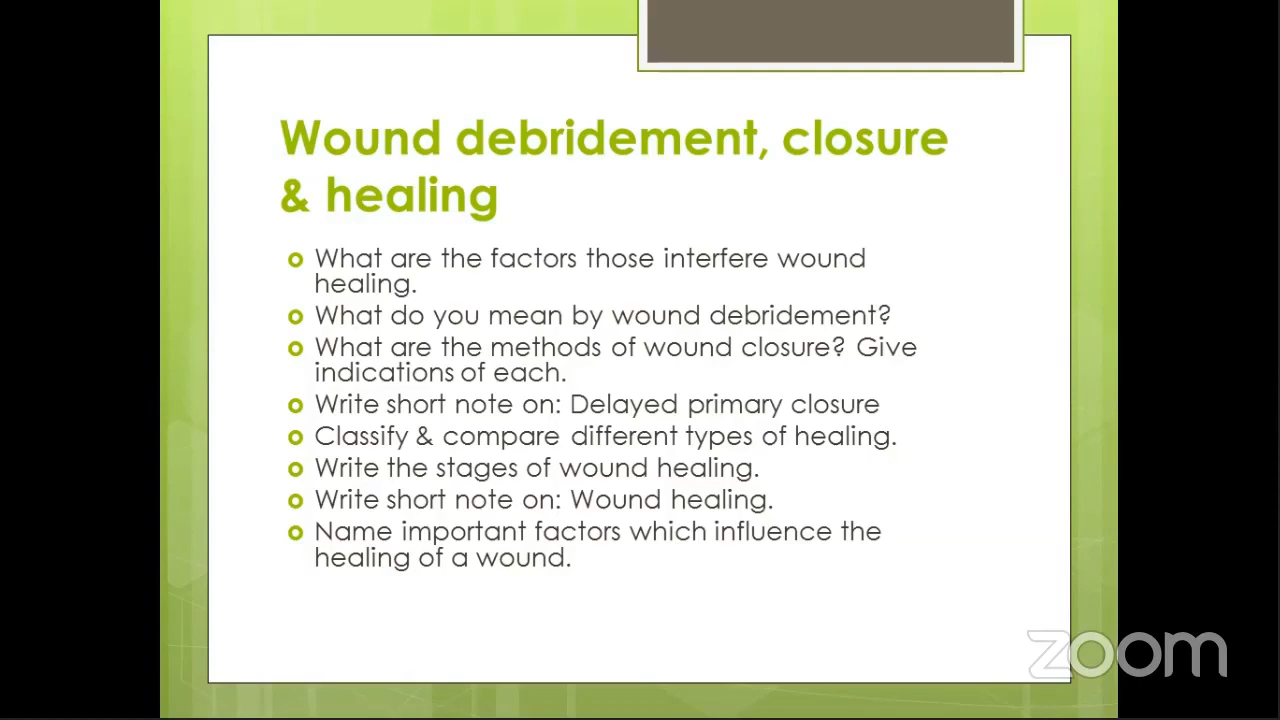 Wound debridement, closure
& healing
What are the factors those interfere wound
healing.
What do you mean by wound debridement?
What are the methods of wound closure? Give
indications of each.
Write short note on: Delayed primary closure
Classify & compare different types of healing.
Write the stages of wound healing.
Write short note on: Wound healing.
Name important factors which influence the
healing of a wound.
zoom